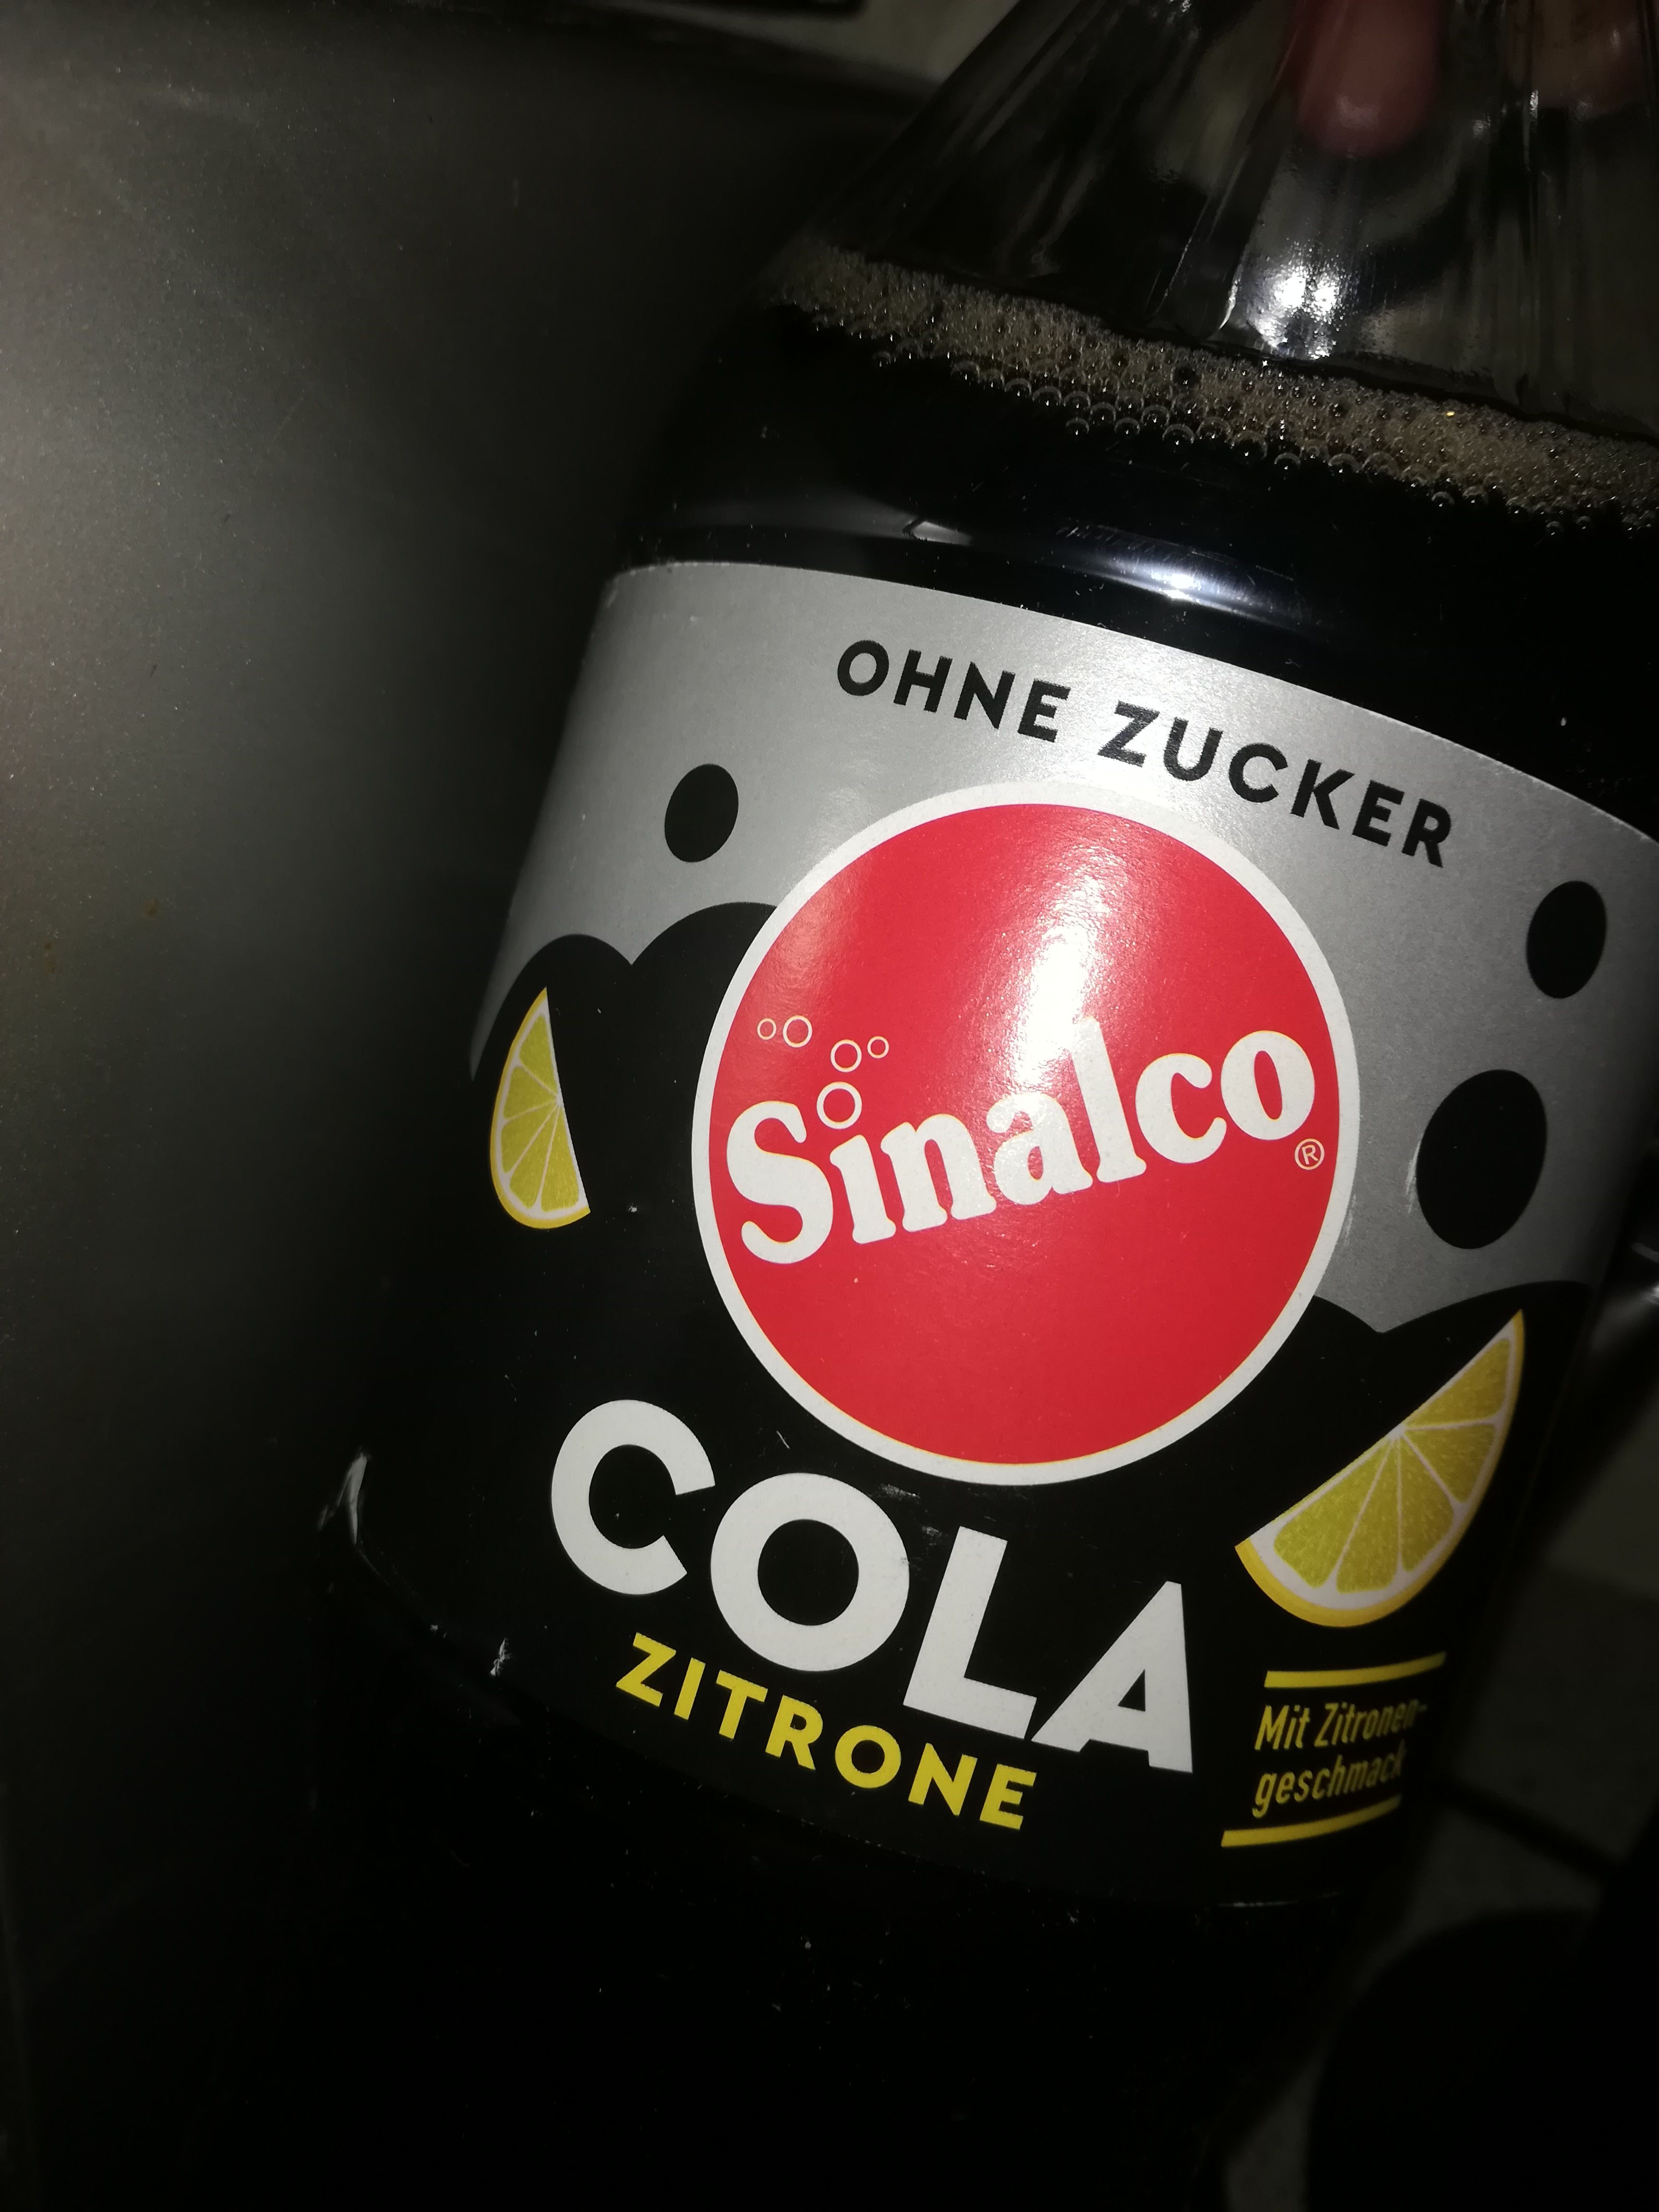 OHNE ZUCKER
Sinalco®
COLA
ZITRONE
Mit Zitronen-
geschmack